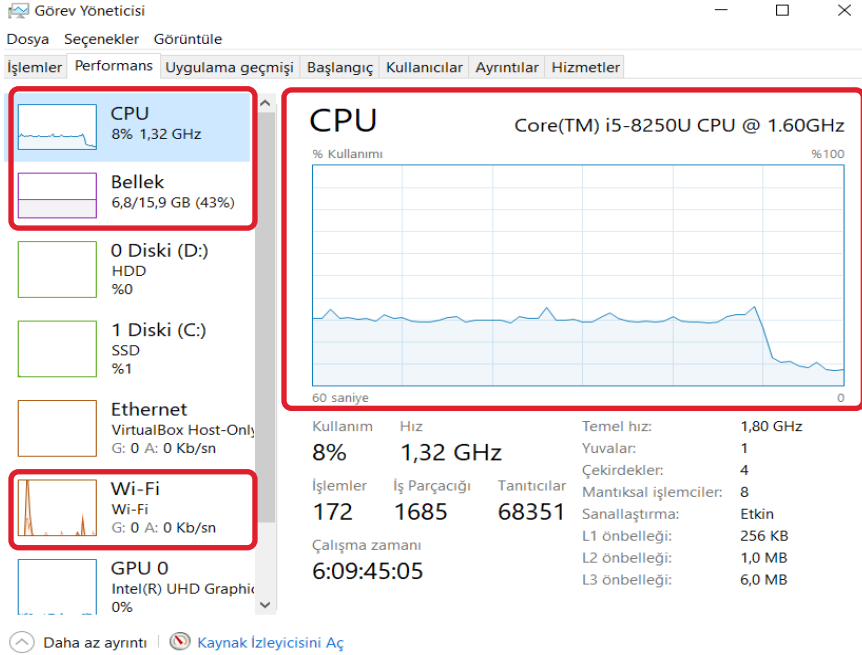 Görev Yöneticisi
Dosya Seçenekler Görüntüle
İşlemler Performans Uygulama geçmişi Başlangıç Kullanıcılar Ayrıntılar Hizmetler
CPU
8% 1,32 GHz
Bellek
6,8/15,9 GB (43%)
0 Diski (D:)
HDD
%0
1 Diski (C:)
SSD
%1
Ethernet
VirtualBox Host-Only
G: 0 A: 0 Kb/sn
Wi-Fi
Wi-Fi
G: 0 A: 0 Kb/sn
GPU 0
Intel(R) UHD Graphic
0%
CPU Core(TM) i5-8250U CPU @ 1.60GHz
% Kullanımı %100
60 saniye 0
Kullanım Hız
8% 1,32 GHz
İşlemler İş Parçacığı Tanıtıcılar
172 1685 68351
Çalışma zamanı
6:09:45:05
Temel hız: 1,80 GHz
Yuvalar: 1
Çekirdekler: 4
Mantıksal işlemciler: 8
Sanallaştırma: Etkin
L1 önbelleği: 256 KB
L2 önbelleği: 1,0 MB
L3 önbelleği: 6,0 MB
Daha az ayrıntı Kaynak İzleyicisini Aç